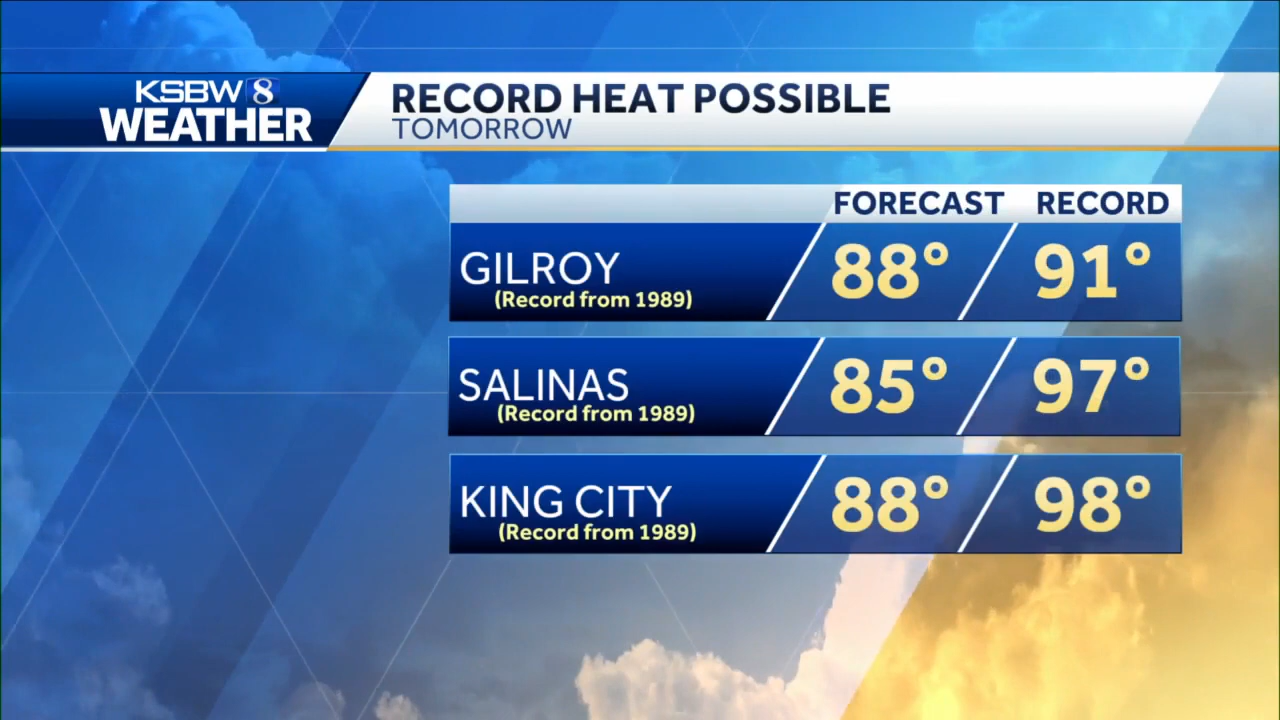 KSBW 8
WEATHER
RECORD HEAT POSSIBLE
TOMORROW
FORECAST RECORD
GILROY 88° 91°
(Record from 1989)
SALINAS 85° 97°
(Record from 1989)
KING CITY 88° 98°
(Record from 1989)